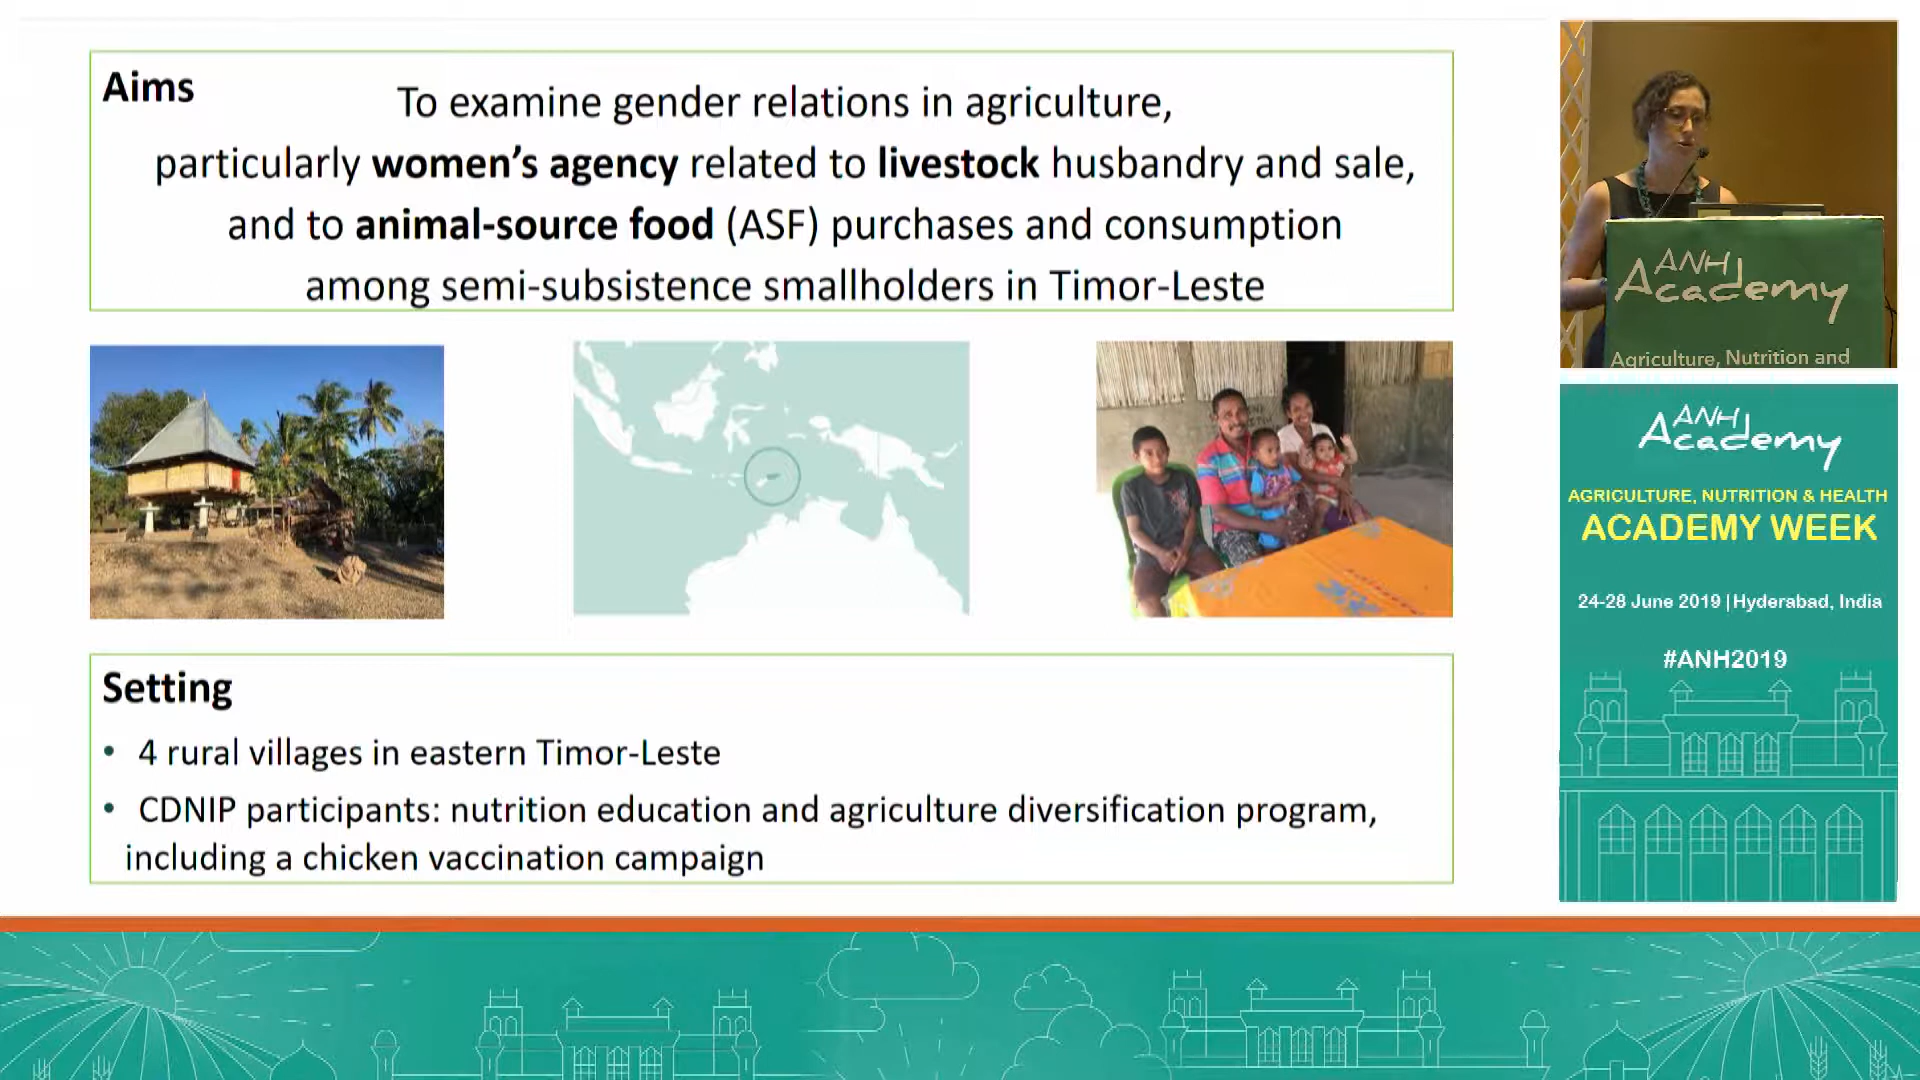 Aims
To examine gender relations in agriculture,
particularly women’s agency related to livestock husbandry and sale,
and to animal-source food (ASF) purchases and consumption
among semi-subsistence smallholders in Timor-Leste
Setting
• 4 rural villages in eastern Timor-Leste
• CDNIP participants: nutrition education and agriculture diversification program,
including a chicken vaccination campaign
ANH
Academy
Agriculture, Nutrition and
ANH
Academy
AGRICULTURE, NUTRITION & HEALTH
ACADEMY WEEK
24-28 June 2019 | Hyderabad, India
#ANH2019